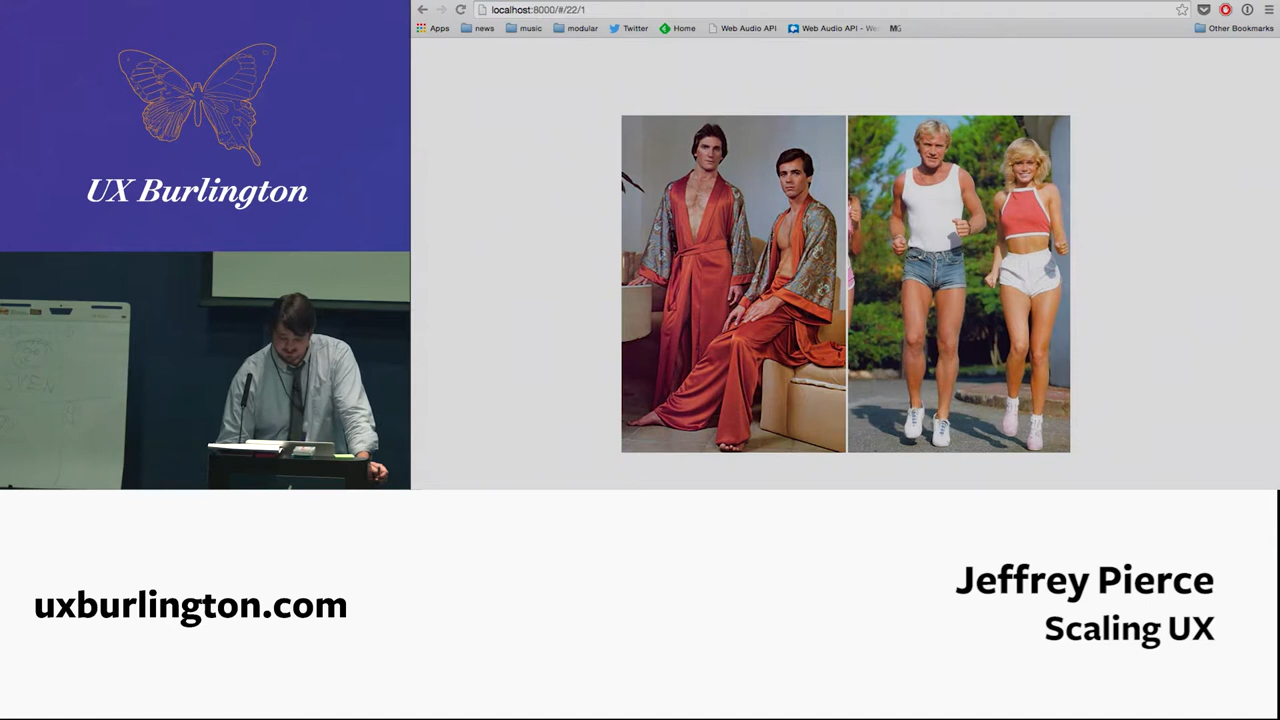 localhost:8000/#/22/1
Apps news music modular Twitter Home Web Audio API Web Audio API - We MG Other Bookmarks
UX Burlington
uxburlington.com
Jeffrey Pierce
Scaling UX